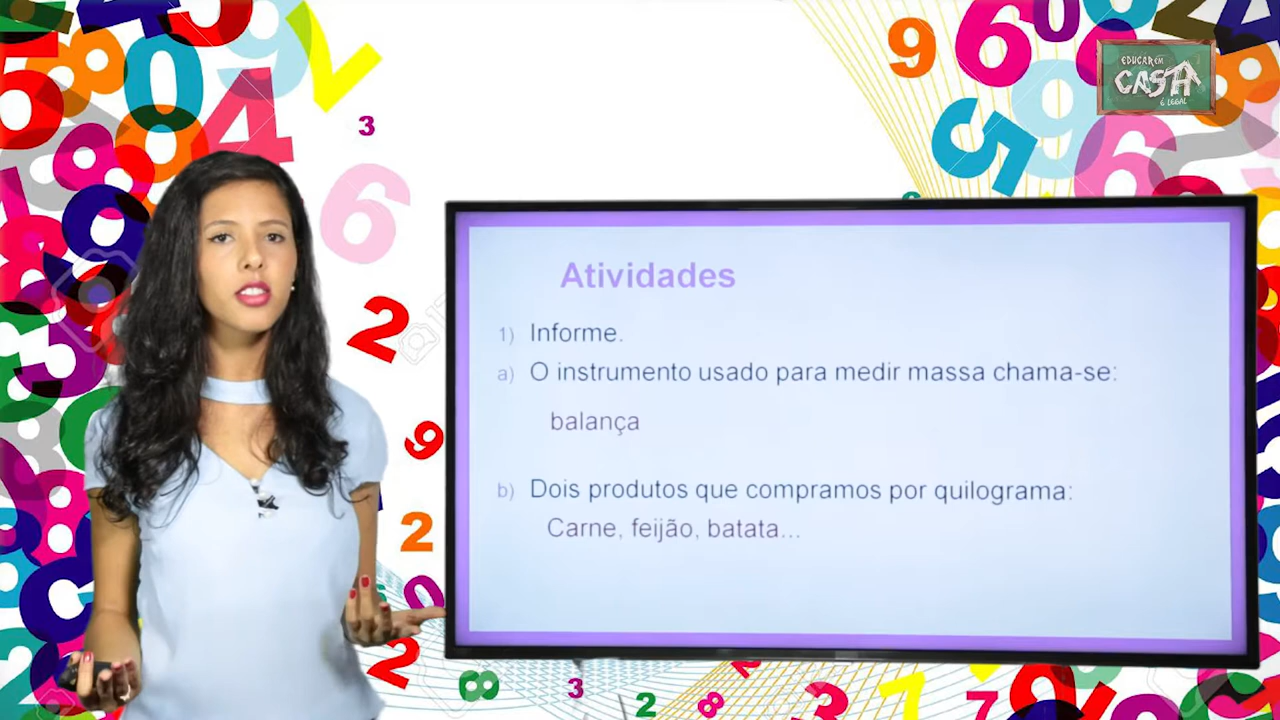 EDUCAR EM
CASA
É LEGAL
Atividades
1) Informe.
a) O instrumento usado para medir massa chama-se:
balança
b) Dois produtos que compramos por quilograma:
Carne, feijão, batata...